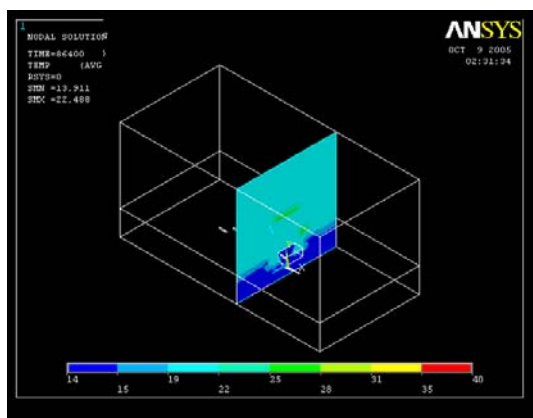 1
NODAL SOLUTION
TIME=86400 )
TEMP (AVG
RSYS=0
SMN =13.911
SMX =22.488
ANSYS
OCT 9 2005
02:31:34
14 19 25 31 40
15 22 28 35